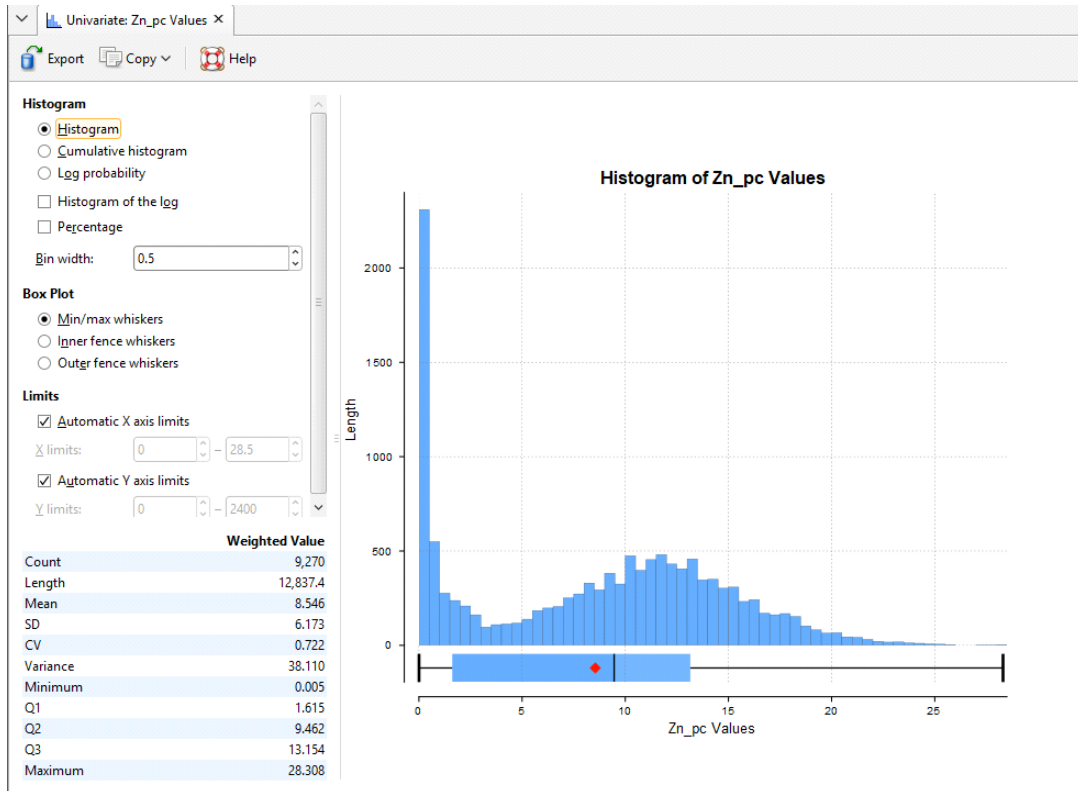 Univariate: Zn_pc Values
Export Copy Help
Histogram
Histogram
Cumulative histogram
Log probability
Histogram of the log
Percentage
Bin width: 0.5
Box Plot
Min/max whiskers
Inner fence whiskers
Outer fence whiskers
Limits
Automatic X axis limits
X limits: 0 – 28.5
Automatic Y axis limits
Y limits: 0 – 2400
Weighted Value
Count 9,270
Length 12,837.4
Mean 8.546
SD 6.173
CV 0.722
Variance 38.110
Minimum 0.005
Q1 1.615
Q2 9.462
Q3 13.154
Maximum 28.308
Histogram of Zn_pc Values
Length
2000
1500
1000
500
0
0 5 10 15 20 25
Zn_pc Values